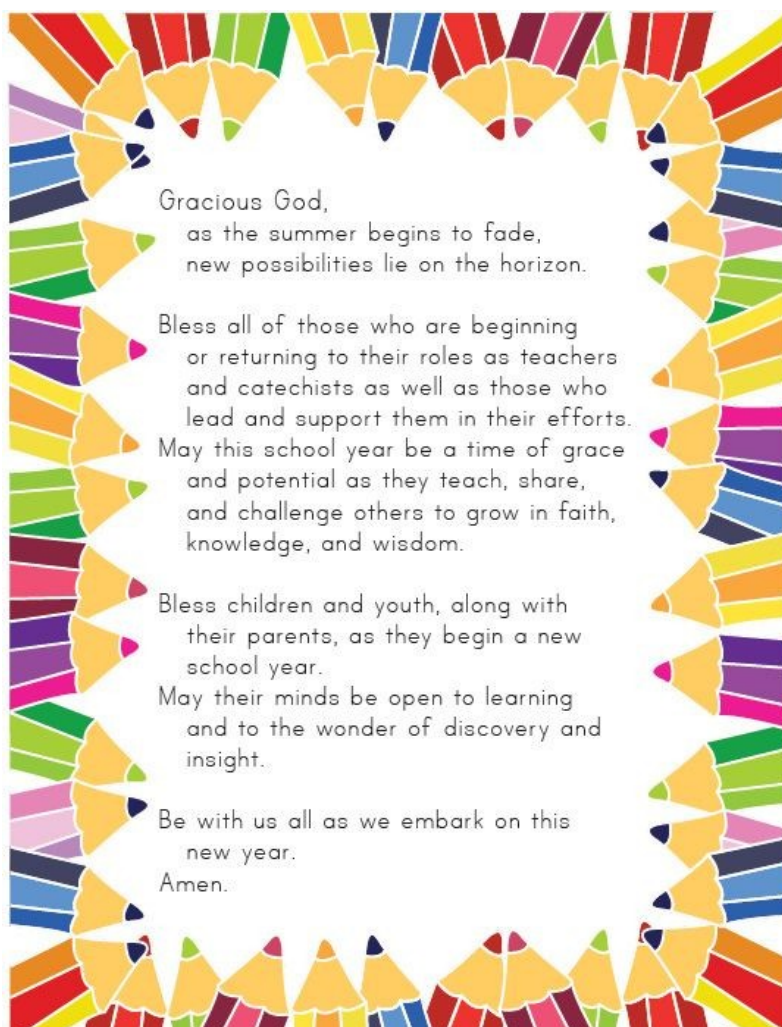 Gracious God,
as the summer begins to fade,
new possibilities lie on the horizon.
Bless all of those who are beginning
or returning to their roles as teachers
and catechists as well as those who
lead and support them in their efforts.
May this school year be a time of grace
and potential as they teach, share,
and challenge others to grow in faith,
knowledge, and wisdom.
Bless children and youth, along with
their parents, as they begin a new
school year.
May their minds be open to learning
and to the wonder of discovery and
insight.
Be with us all as we embark on this
new year.
Amen.